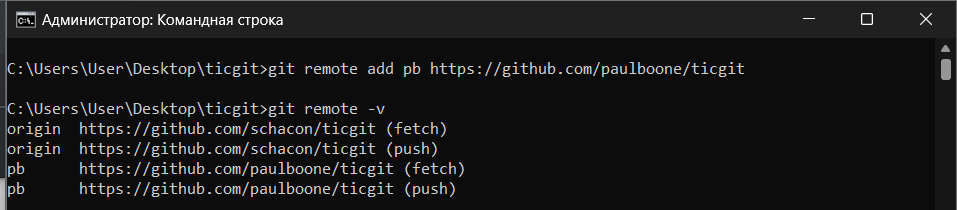 Администратор: Командная строка
C:\Users\User\Desktop\ticgit>git remote add pb https://github.com/paulboone/ticgit
C:\Users\User\Desktop\ticgit>git remote -v
origin  https://github.com/schacon/ticgit (fetch)
origin  https://github.com/schacon/ticgit (push)
pb      https://github.com/paulboone/ticgit (fetch)
pb      https://github.com/paulboone/ticgit (push)